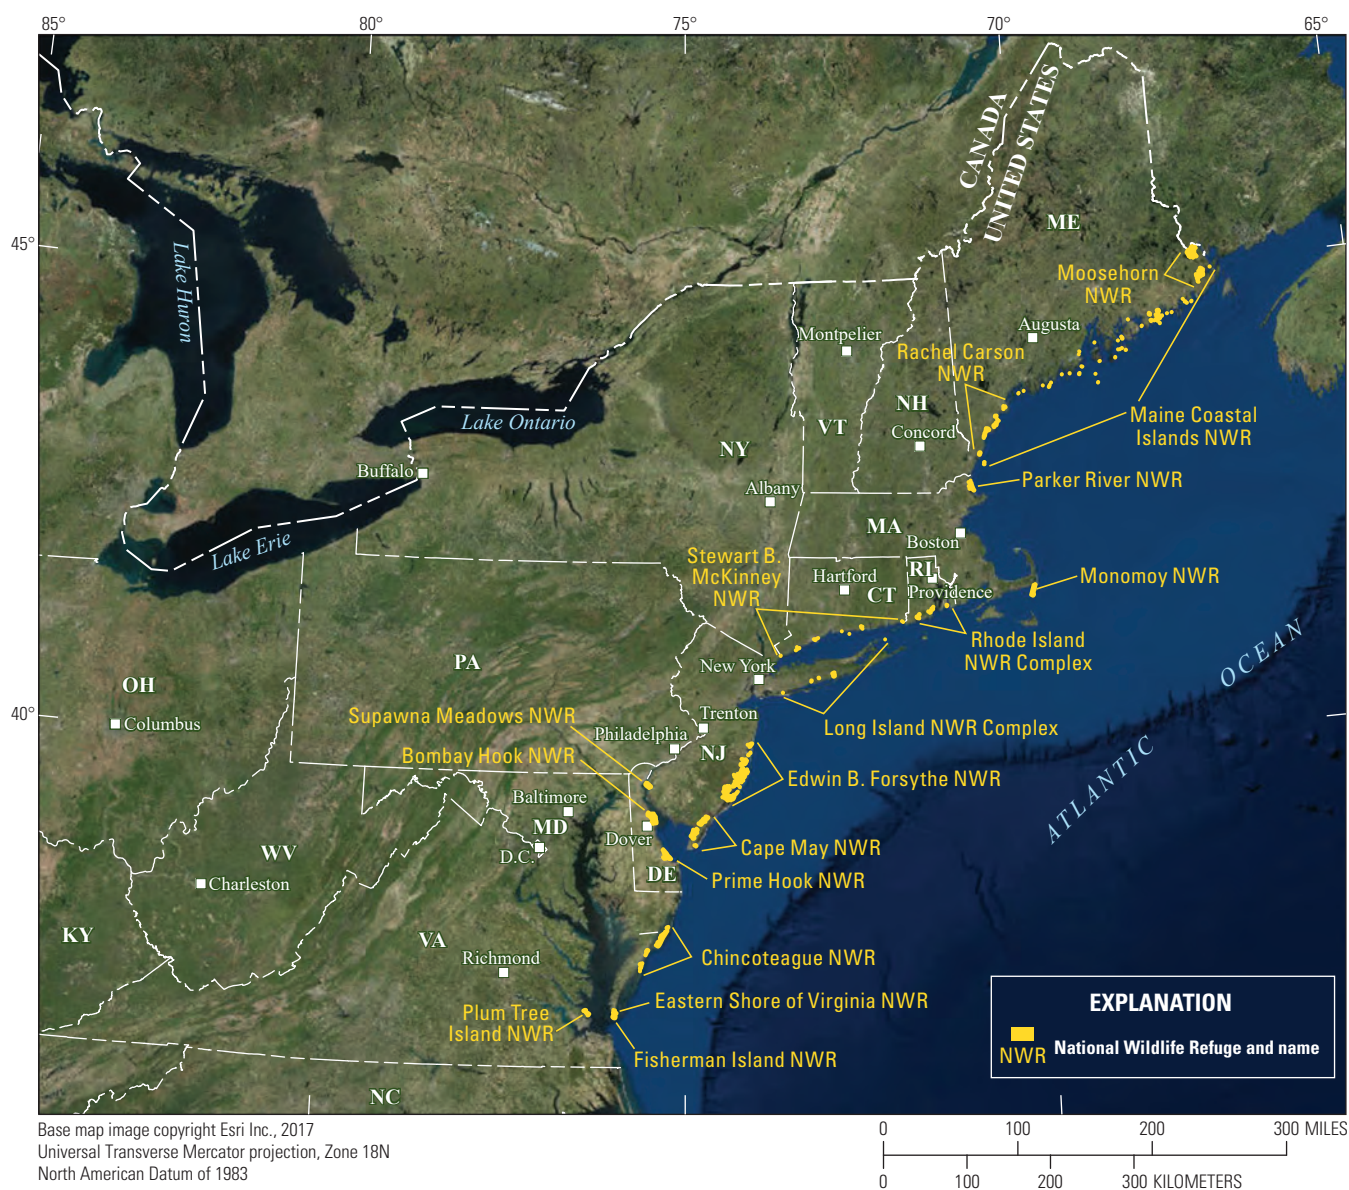 85°
80°
75°
70°
65°
45°
40°
CANADA
UNITED STATES
ME
Lake Huron
Moosehorn
NWR
Montpelier
Augusta
Rachel Carson
NWR
Lake Ontario
NH
VT
Maine Coastal
Islands NWR
Concord
NY
Buffalo
Parker River NWR
Albany
MA
Boston
Lake Erie
Stewart B.
McKinney
NWR
Hartford
RI
CT
Providence
Monomoy NWR
Rhode Island
NWR Complex
New York
PA
OCEAN
OH
Columbus
Supawna Meadows NWR
Trenton
Long Island NWR Complex
Philadelphia
Bombay Hook NWR
NJ
Edwin B. Forsythe NWR
ATLANTIC
Baltimore
MD
Dover
D.C.
Cape May NWR
WV
DE
Prime Hook NWR
Charleston
KY
VA
Richmond
Chincoteague NWR
Eastern Shore of Virginia NWR
Plum Tree
Island NWR
Fisherman Island NWR
NC
EXPLANATION
NWR
National Wildlife Refuge and name
Base map image copyright Esri Inc., 2017
Universal Transverse Mercator projection, Zone 18N
North American Datum of 1983
0 100 200 300 MILES
0 100 200 300 KILOMETERS